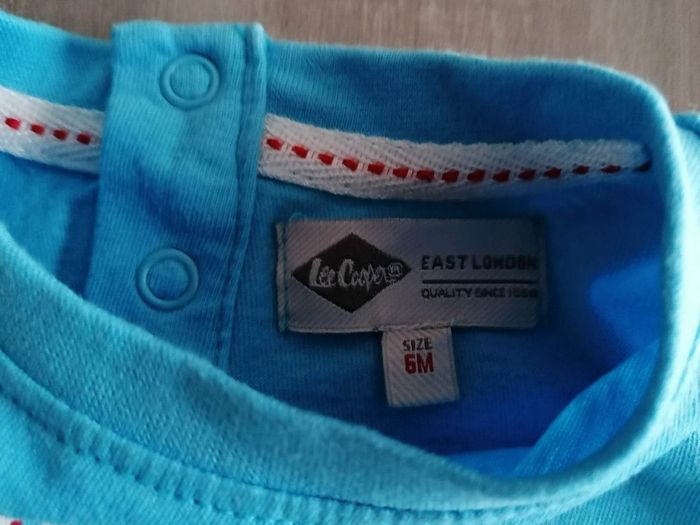 Lee Cooper
EAST LONDON
QUALITY SINCE 1908
SIZE
6M